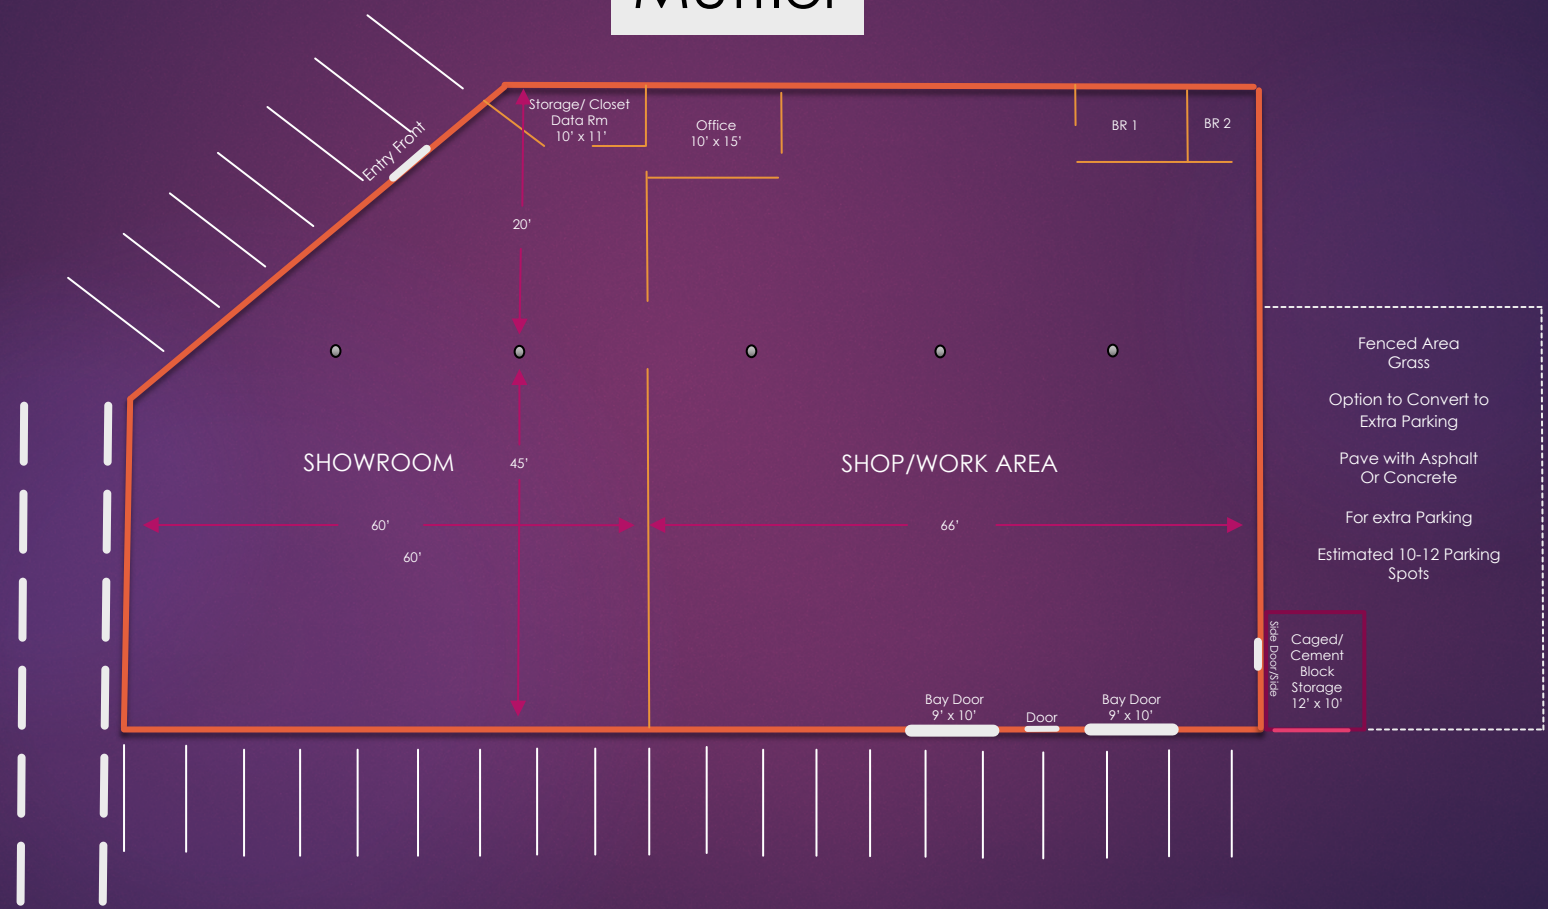 Storage/ Closet
Data Rm
10’ x 11’
Office
10’ x 15’
BR 1
BR 2
Entry Front
20’
Fenced Area
Grass
Option to Convert to
Extra Parking
Pave with Asphalt
Or Concrete
For extra Parking
Estimated 10-12 Parking
Spots
SHOWROOM
45’
SHOP/WORK AREA
60’
66’
60’
Side Door/Side
Caged/
Cement
Block
Storage
12’ x 10’
Bay Door
9’ x 10’
Door
Bay Door
9’ x 10’